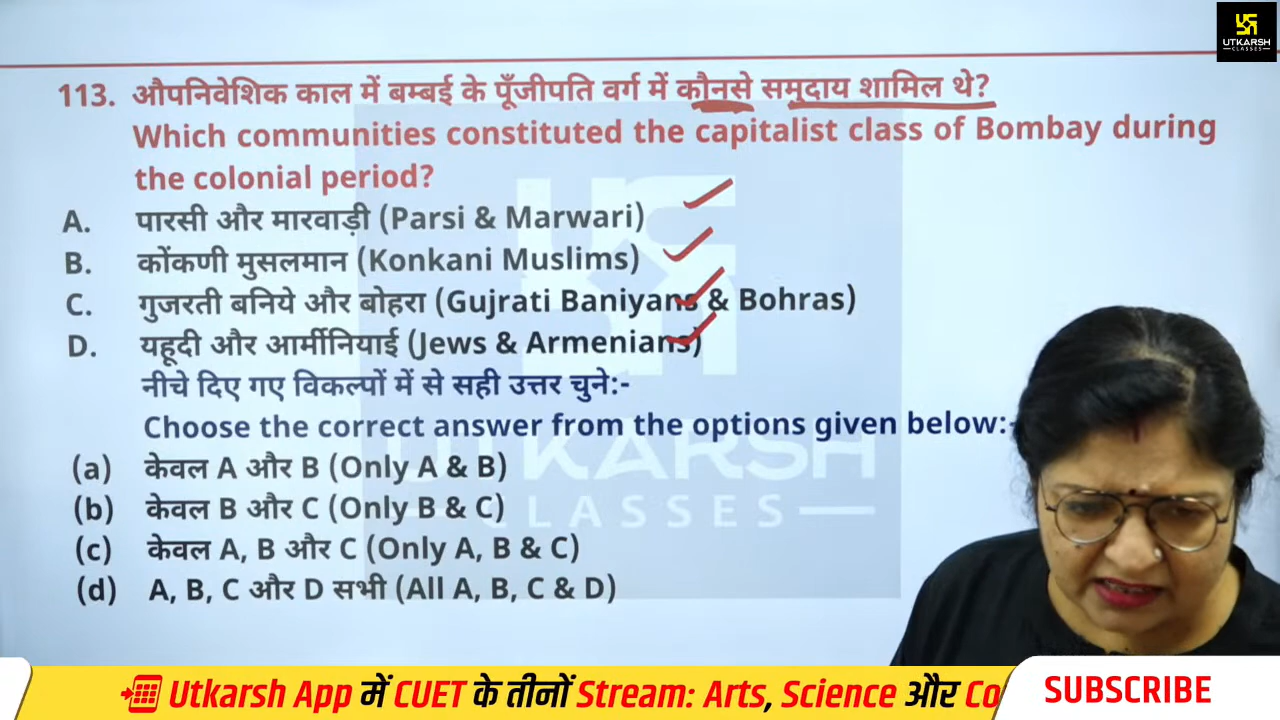 UTKARSH
CLASSES
113. औपनिवेशिक काल में बम्बई के पूँजीपति वर्ग में कौनसे समुदाय शामिल थे?
Which communities constituted the capitalist class of Bombay during
the colonial period?
A. पारसी और मारवाड़ी (Parsi & Marwari)
B. कोंकणी मुसलमान (Konkani Muslims)
C. गुजरती बनिये और बोहरा (Gujrati Baniyans & Bohras)
D. यहूदी और आर्मीनियाई (Jews & Armenians)
नीचे दिए गए विकल्पों में से सही उत्तर चुने:-
Choose the correct answer from the options given below:-
(a) केवल A और B (Only A & B)
(b) केवल B और C (Only B & C)
(c) केवल A, B और C (Only A, B & C)
(d) A, B, C और D सभी (All A, B, C & D)
UTKARSH
CLASSES
Utkarsh App में CUET के तीनों Stream: Arts, Science और Co
SUBSCRIBE